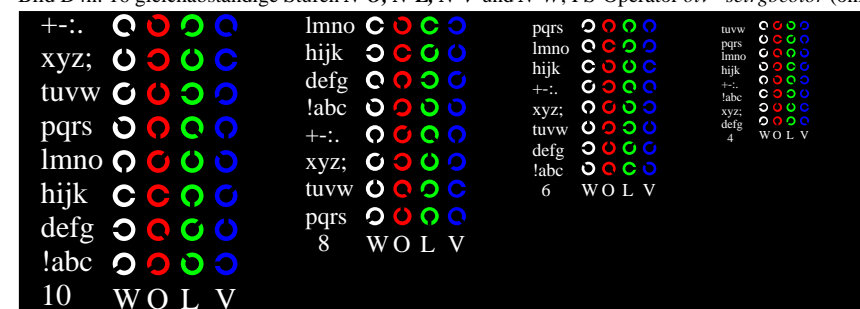 +-:.
xyz;
tuvw
pqrs
lmno
hijk
defg
!abc
10 W O L V
lmno
hijk
defg
!abc
+-:.
xyz;
tuvw
pqrs
8 W O L V
pqrs
lmno
hijk
+-:.
xyz;
tuvw
defg
!abc
6 W O L V
tuvw
pqrs
lmno
hijk
+-:.
!abc
xyz;
defg
4 W O L V